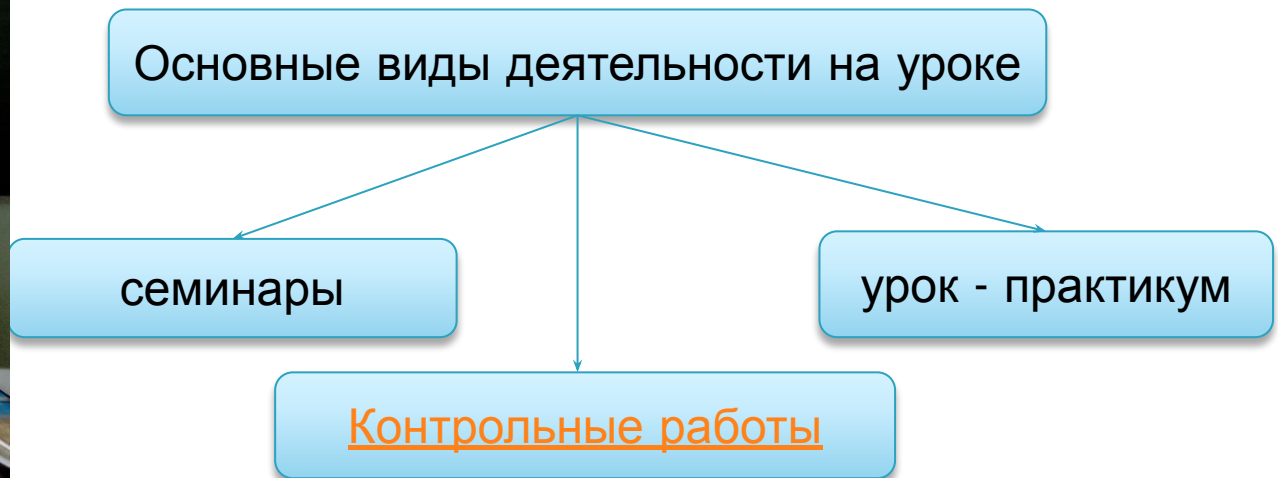 Основные виды деятельности на уроке
семинары
урок - практикум
Контрольные работы